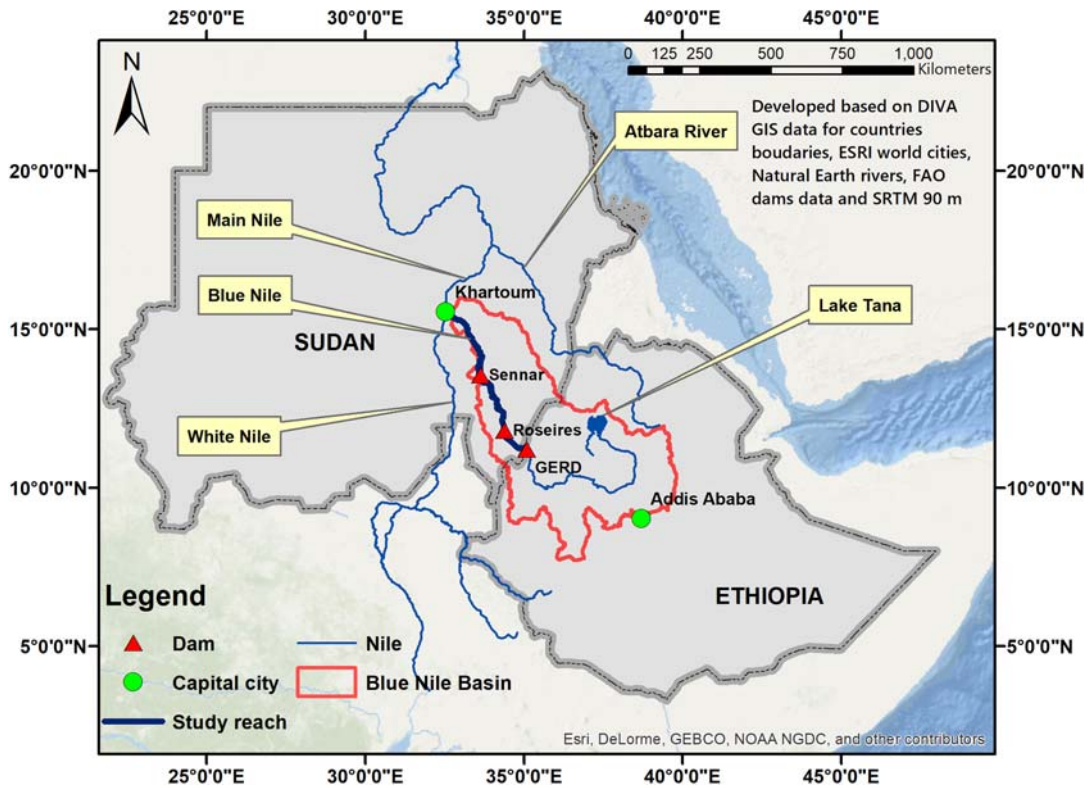 25°0'0"E 30°0'0"E 35°0'0"E 40°0'0"E 45°0'0"E
N
0 125 250 500 750 1,000
Kilometers
Developed based on DIVA
GIS data for countries
boudaries, ESRI world cities,
Natural Earth rivers, FAO
dams data and SRTM 90 m
Atbara River
20°0'0"N 20°0'0"N
Main Nile
Blue Nile
Khartoum
Lake Tana
15°0'0"N 15°0'0"N
SUDAN
Sennar
White Nile
Roseires
GERD
10°0'0"N 10°0'0"N
Addis Ababa
ETHIOPIA
Legend
5°0'0"N 5°0'0"N
Dam
Nile
Capital city
Blue Nile Basin
Study reach
Esri, DeLorme, GEBCO, NOAA NGDC, and other contributors
25°0'0"E 30°0'0"E 35°0'0"E 40°0'0"E 45°0'0"E